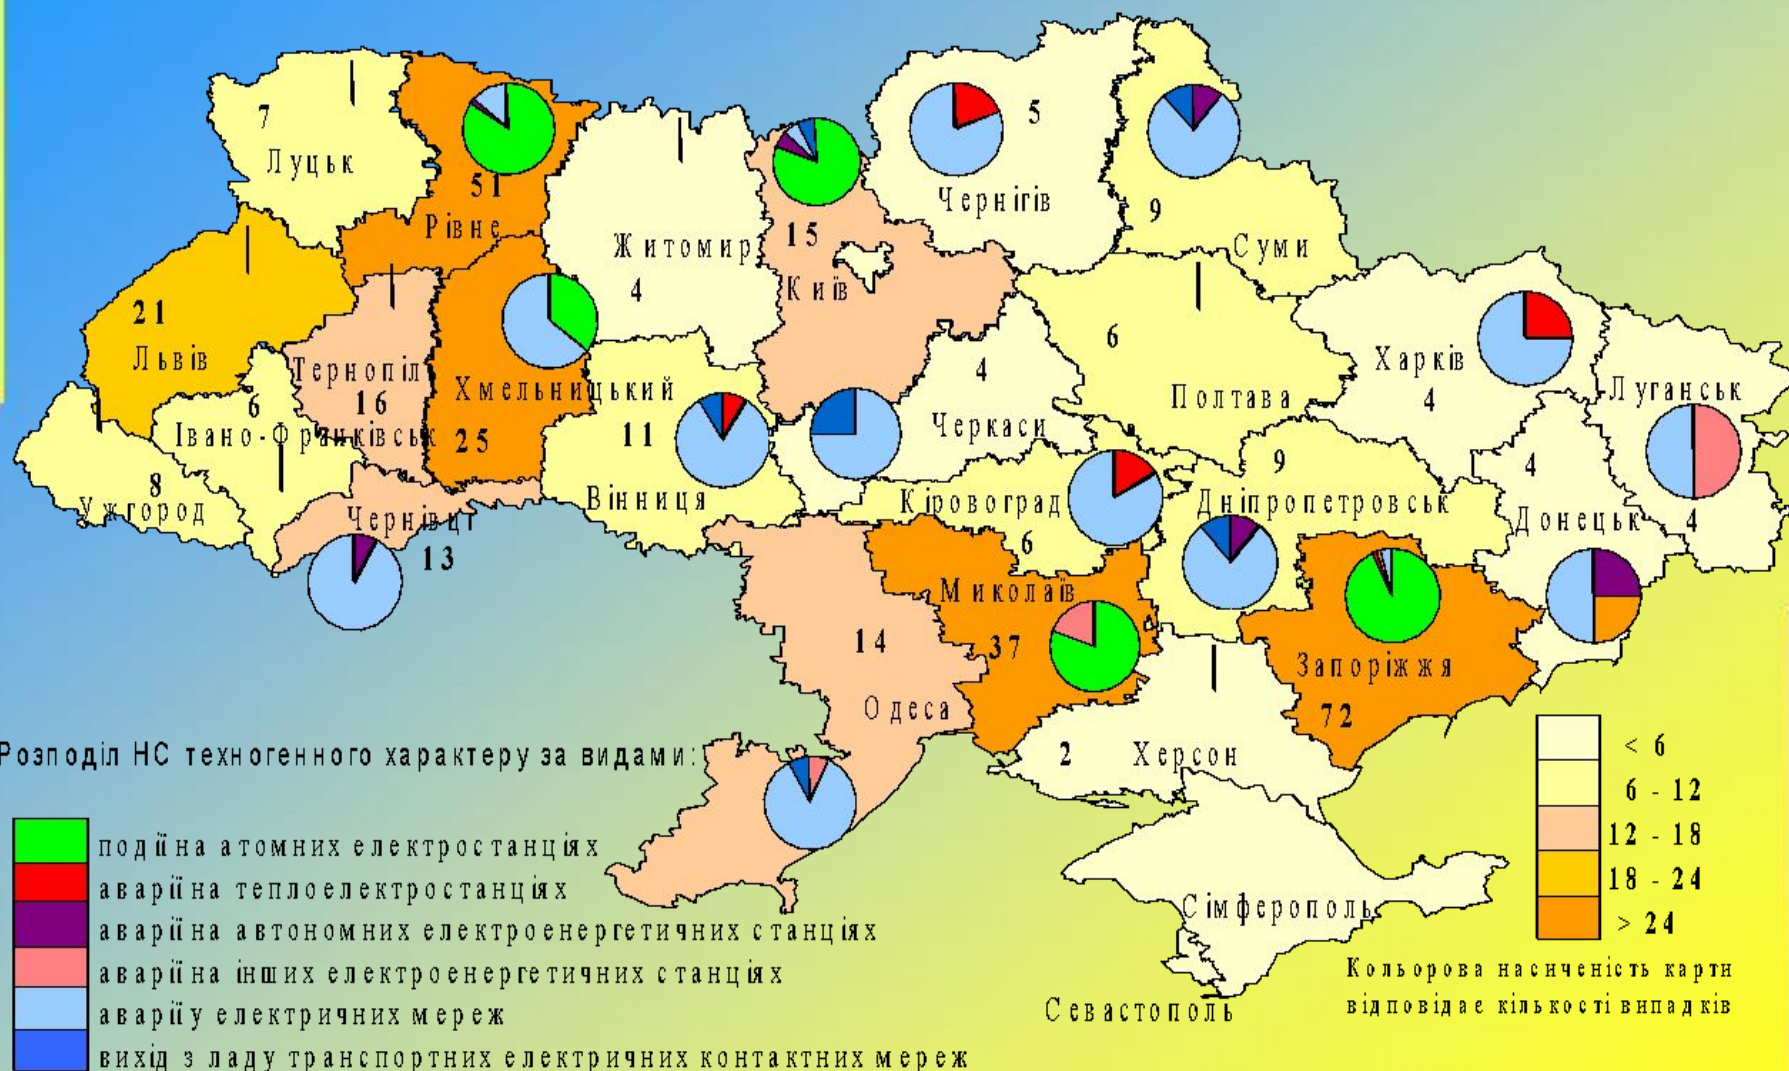 7
Луцьк
51
Рівне
Житомир
4
15
Київ
5
Чернігів
9
Суми
21
Львів
Тернопіль
16
Хмельницький
25
6
Івано-Франківськ
8
Ужгород
Чернівці
13
11
Вінниця
4
Черкаси
6
Полтава
Харків
4
Луганськ
4
4
Донецьк
Кіровоград
6
9
Дніпропетровськ
Миколаїв
37
14
Одеса
Запоріжжя
72
2
Херсон
Сімферополь
Севастополь
Розподіл НС техногенного характеру за видами:
події на атомних електростанціях
аварії на теплоелектростанціях
аварії на автономних електроенергетичних станціях
аварії на інших електроенергетичних станціях
аварії у електричних мереж
вихід з ладу транспортних електричних контактних мереж
< 6
6 - 12
12 - 18
18 - 24
> 24
Кольорова насиченість карти
відповідає кількості випадків